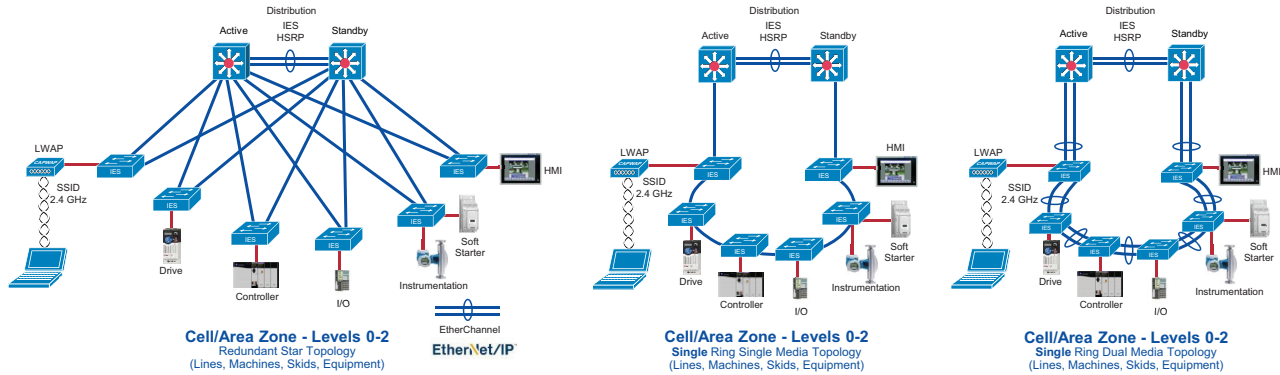 Distribution
IES
HSRP
Active
Standby
LWAP
CAPWAP
SSID
2.4 GHz
IES
IES
IES
IES
IES
IES
HMI
Drive
Controller
I/O
Instrumentation
Soft
Starter
EtherChannel
EtherNet/IP
Cell/Area Zone - Levels 0-2
Redundant Star Topology
(Lines, Machines, Skids, Equipment)
Distribution
IES
HSRP
Active
Standby
LWAP
CAPWAP
SSID
2.4 GHz
IES
IES
IES
IES
IES
IES
HMI
Soft
Starter
Drive
Controller
I/O
Instrumentation
Cell/Area Zone - Levels 0-2
Single Ring Single Media Topology
(Lines, Machines, Skids, Equipment)
Distribution
IES
HSRP
Active
Standby
LWAP
CAPWAP
SSID
2.4 GHz
IES
IES
IES
IES
IES
IES
HMI
Soft
Starter
Drive
Controller
I/O
Instrumentation
Cell/Area Zone - Levels 0-2
Single Ring Dual Media Topology
(Lines, Machines, Skids, Equipment)